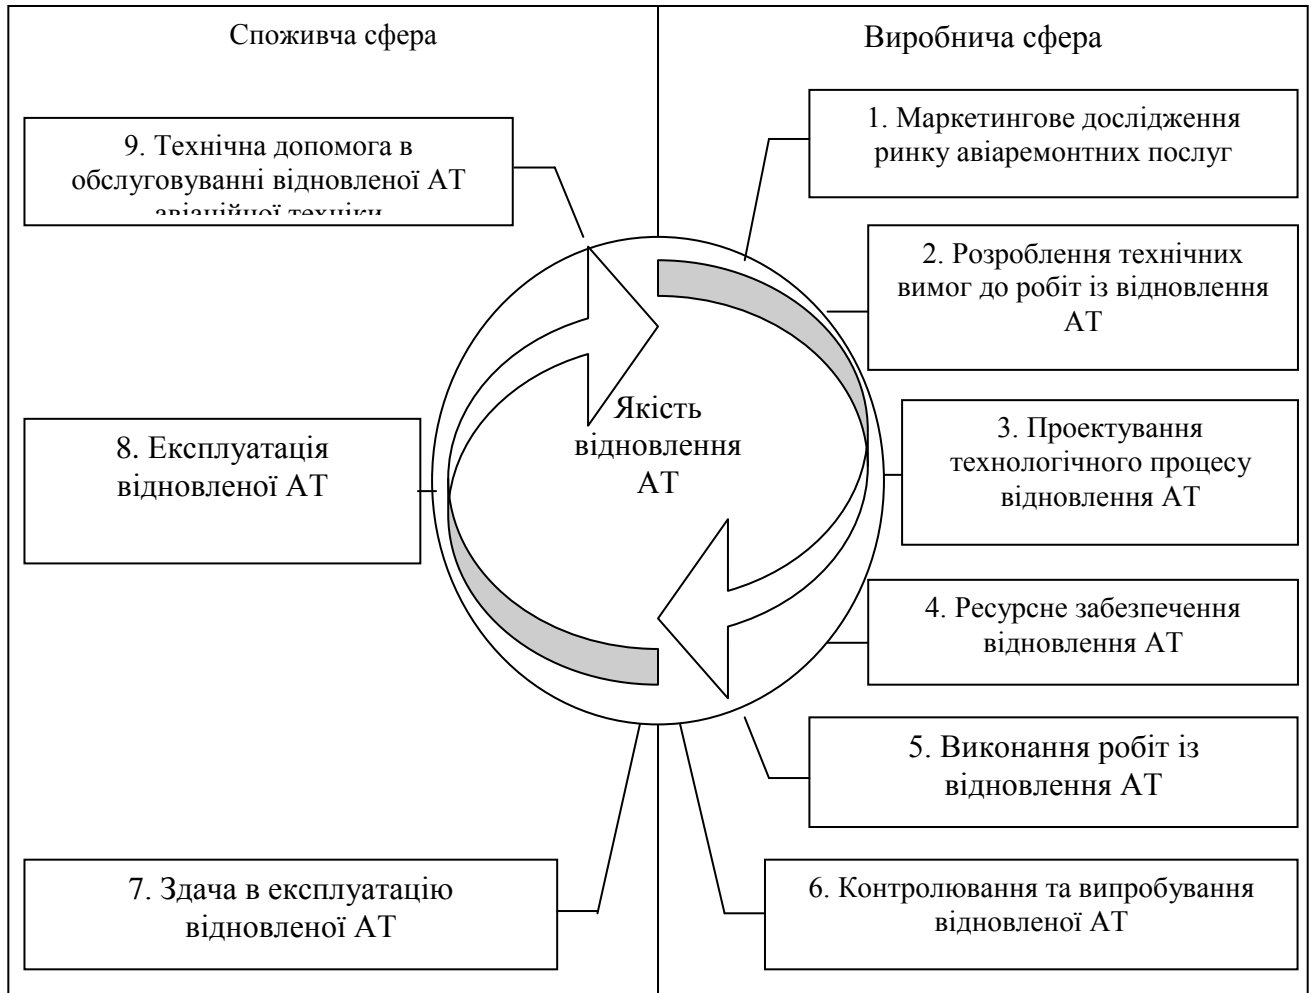 Споживча сфера
Виробнича сфера
1. Маркетингове дослідження
ринку авіаремонтних послуг
2. Розроблення технічних
вимог до робіт із відновлення
АТ
3. Проектування
технологічного процесу
відновлення АТ
4. Ресурсне забезпечення
відновлення АТ
5. Виконання робіт із
відновлення АТ
6. Контролювання та випробування
відновленої АТ
7. Здача в експлуатацію
відновленої АТ
8. Експлуатація
відновленої АТ
9. Технічна допомога в
обслуговуванні відновленої АТ
авіаційної техніки
Якість
відновлення
АТ